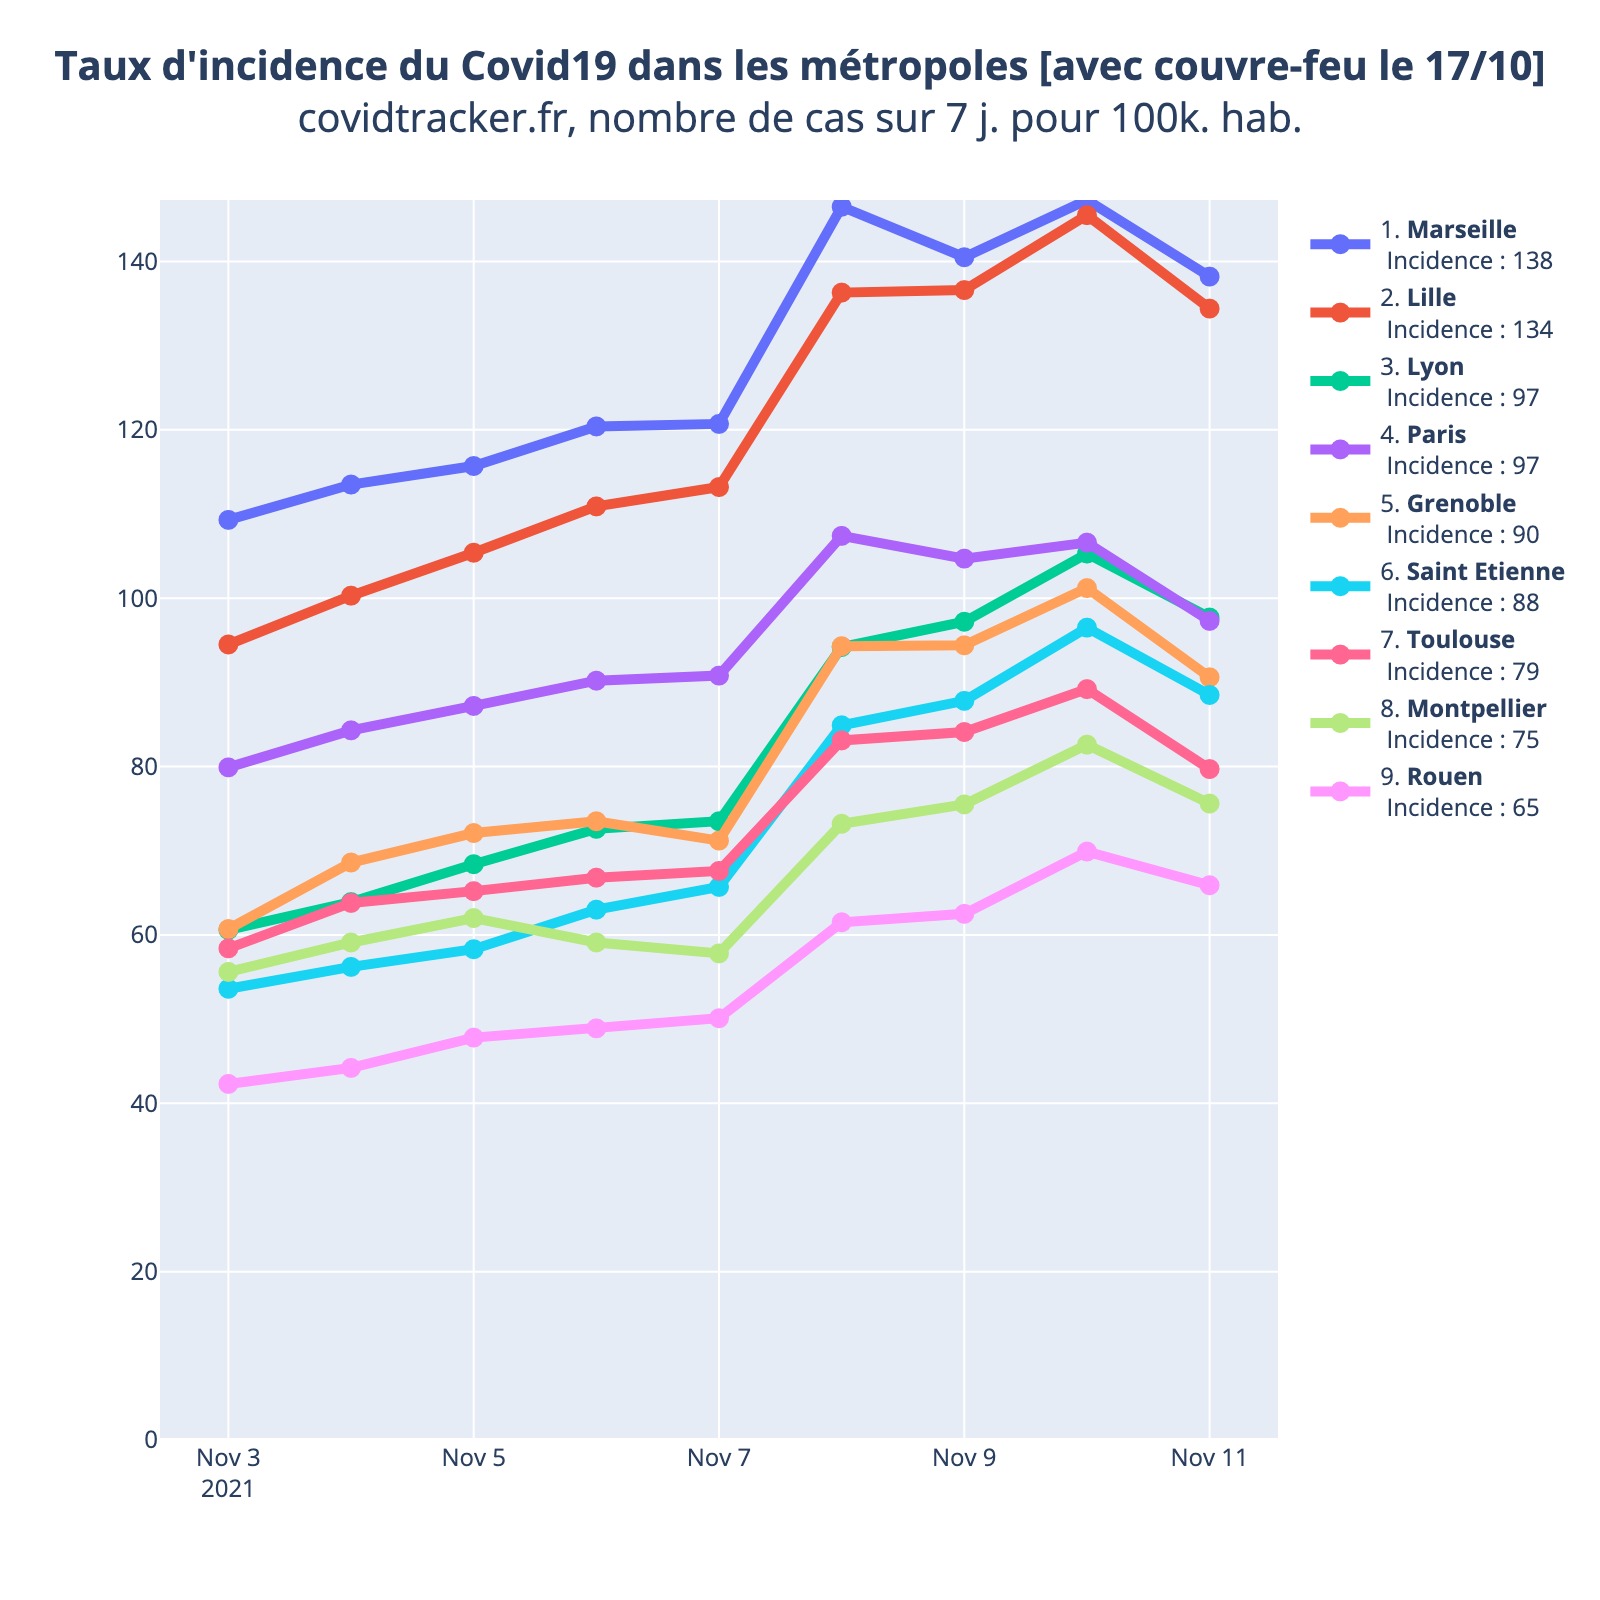 Taux d'incidence du Covid19 dans les métropoles [avec couvre-feu le 17/10]
covidtracker.fr, nombre de cas sur 7 j. pour 100k. hab.
140
120
100
80
60
40
20
0
Nov 3
2021
Nov 5
Nov 7
Nov 9
Nov 11
1. Marseille
Incidence : 138
2. Lille
Incidence : 134
3. Lyon
Incidence : 97
4. Paris
Incidence : 97
5. Grenoble
Incidence : 90
6. Saint Etienne
Incidence : 88
7. Toulouse
Incidence : 79
8. Montpellier
Incidence : 75
9. Rouen
Incidence : 65